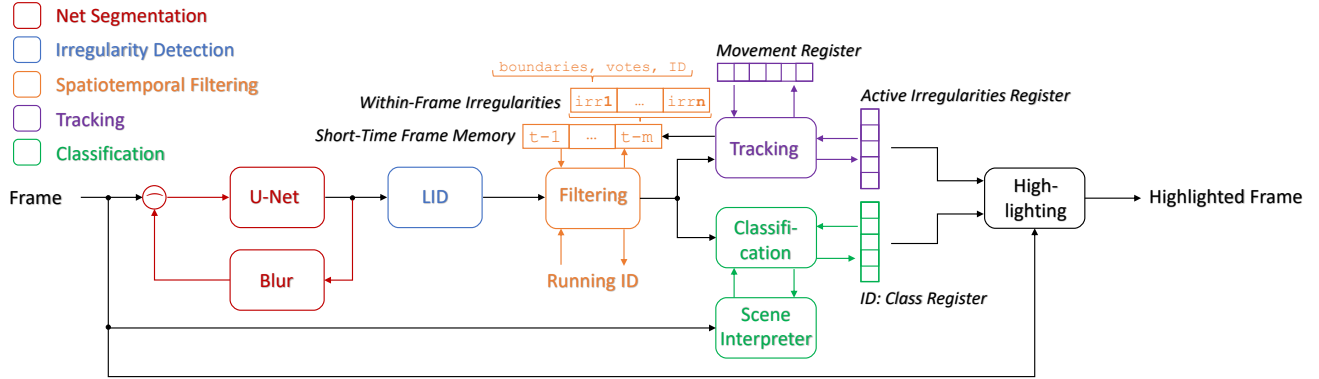 Net Segmentation
Irregularity Detection
Spatiotemporal Filtering
Tracking
Classification
Movement Register
boundaries, votes, ID
Within-Frame Irregularities
irr1 ... irrn
Active Irregularities Register
Short-Time Frame Memory
t-1 ... t-m
Tracking
Frame
U-Net
LID
Filtering
High-
lighting
Highlighted Frame
Classifi-
cation
Blur
Running ID
ID: Class Register
Scene
Interpreter